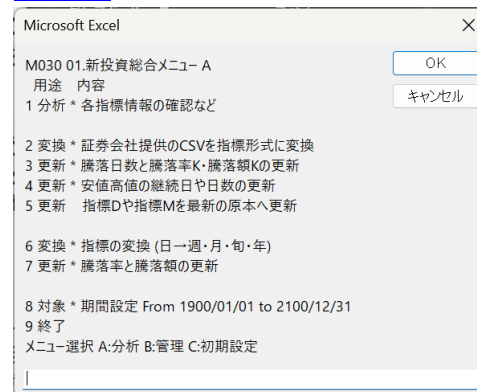 Microsoft Excel
M030 01.新投資総合メニュー A
用途 内容
1 分析 * 各指標情報の確認など
2 変換 * 証券会社提供のCSVを指標形式に変換
3 更新 * 騰落日数と騰落率K・騰落額Kの更新
4 更新 * 安値高値の継続日や日数の更新
5 更新 指標Dや指標Mを最新の原本へ更新
6 変換 * 指標の変換 (日→週・月・旬・年)
7 更新 * 騰落率と騰落額の更新
8 対象 * 期間設定 From 1900/01/01 to 2100/12/31
9 終了
メニュー選択 A:分析 B:管理 C:初期設定
OK
キャンセル